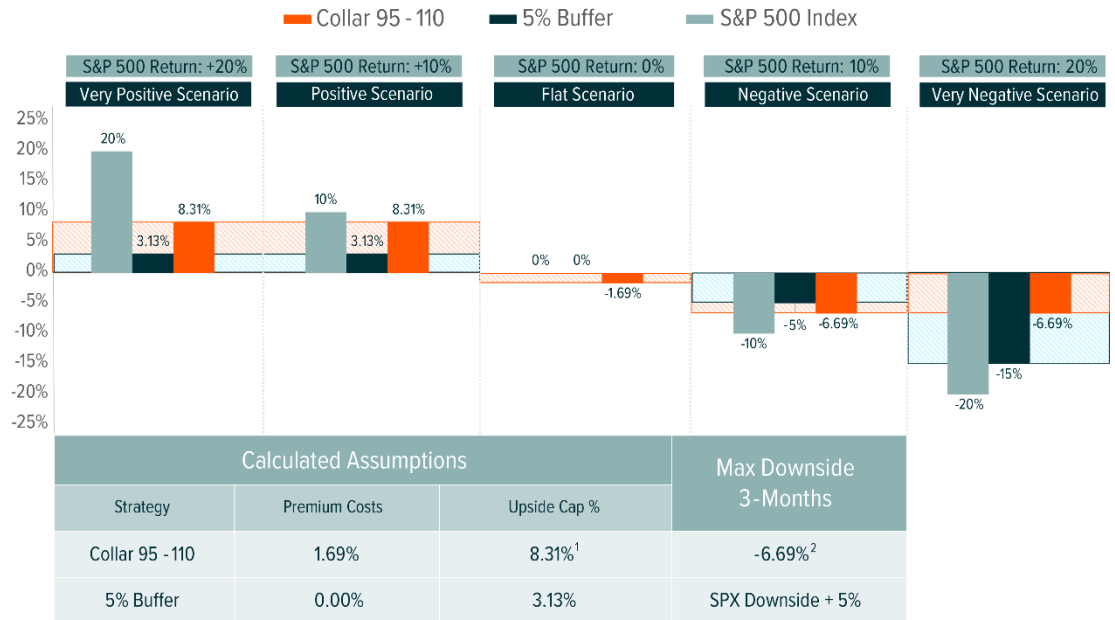 Collar 95 - 110 5% Buffer S&P 500 Index
S&P 500 Return: +20% S&P 500 Return: +10% S&P 500 Return: 0% S&P 500 Return: 10% S&P 500 Return: 20%
Very Positive Scenario Positive Scenario Flat Scenario Negative Scenario Very Negative Scenario
25%
20%
15%
10%
5%
0%
-5%
-10%
-15%
-20%
-25%
20%
3.13%
8.31%
10%
3.13%
8.31%
0%
0%
-1.69%
-10%
-5%
-6.69%
-20%
-15%
-6.69%
Calculated Assumptions
Max Downside
3-Months
Strategy Premium Costs Upside Cap %
Collar 95 - 110 1.69% 8.31%1 -6.69%2
5% Buffer 0.00% 3.13% SPX Downside + 5%